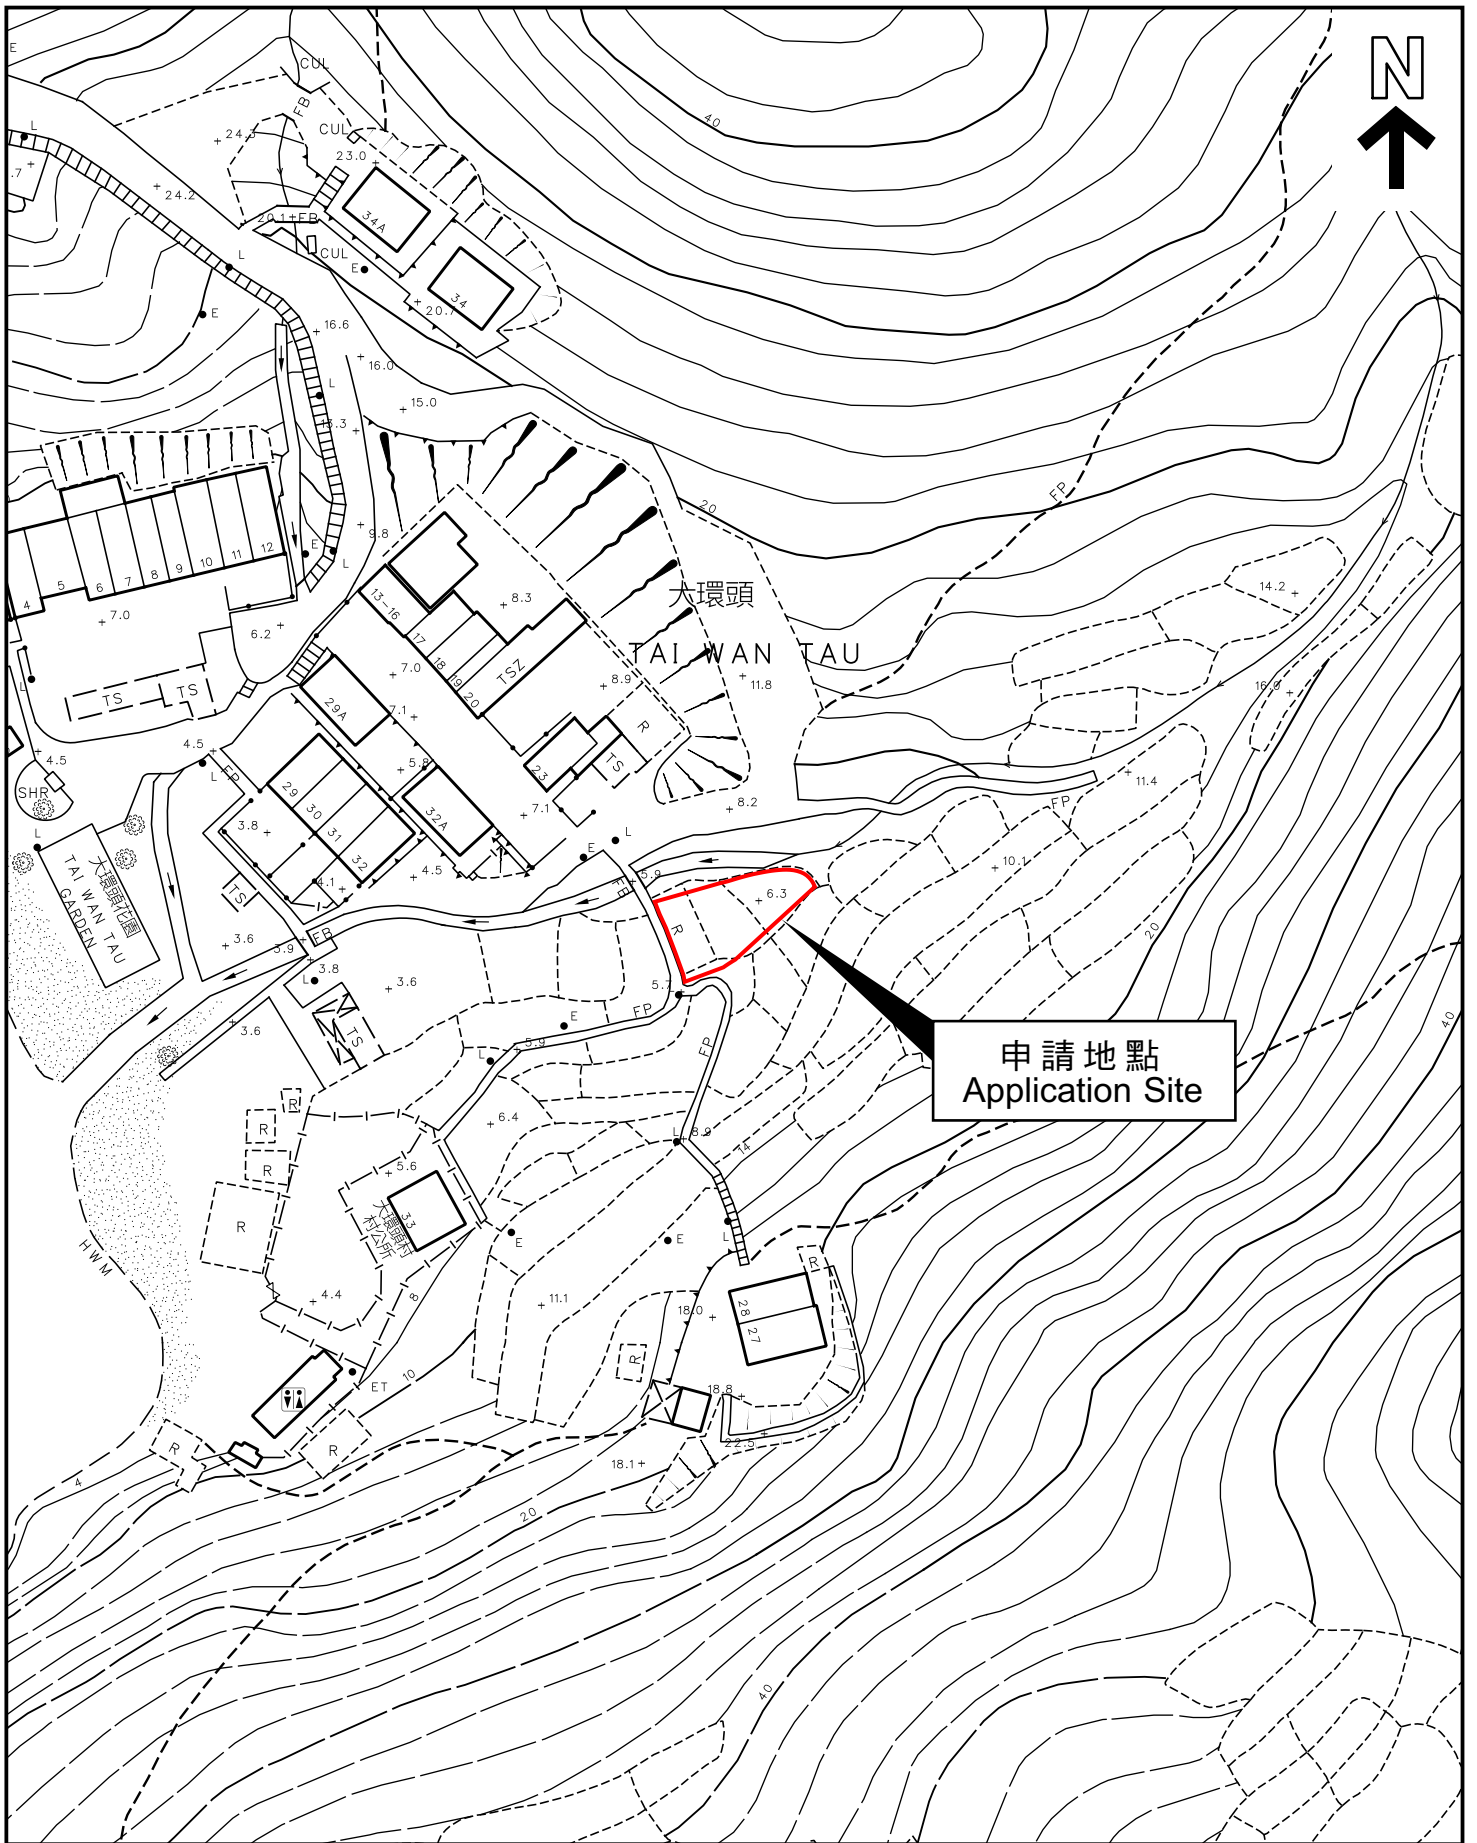 N
E
CUL
FB
40
L
+24.3
CUL
23.0+
.7+
+24.2
34A
20.1+FB
L
CUL
E
34
+20.7
E
+16.6
+16.0
L
+15.0
13.3+
FP
20
+9.8
E
12
11
10
9
8
7
6
5
4
L
大環頭
14.2+
13-16
+8.3
+7.0
6.2+
17
TAI WAN TAU
18
+7.0
TSZ
19
20
+8.9
+11.8
16.0+
L
TS
TS
29A
7.1+
R
4.5+
+4.5
L
FP
+5.8
23
TS
+11.4
29
SHR
30
32A
+7.1
+8.2
FP
3.8+
31
L
L
32
E
+10.1
大環頭花園
TAI WAN TAU
GARDEN
4.1+
+4.5
+5.9
FB
+6.3
TS
R
20
+3.6
3.9+
FB
L
3.8
+3.6
5.7+
FP
E
40
+3.6
TS
L
+5.9
FP
申請地點
Application Site
R
R
+6.4
L
+8.9
14
R
+5.6
33
大環頭村
村公所
R
E
E
L
HWM
R
+4.4
8
+11.1
18.0+
28
27
R
ET
10
18.8+
R
R
22.5+
18.1+
4
20
40